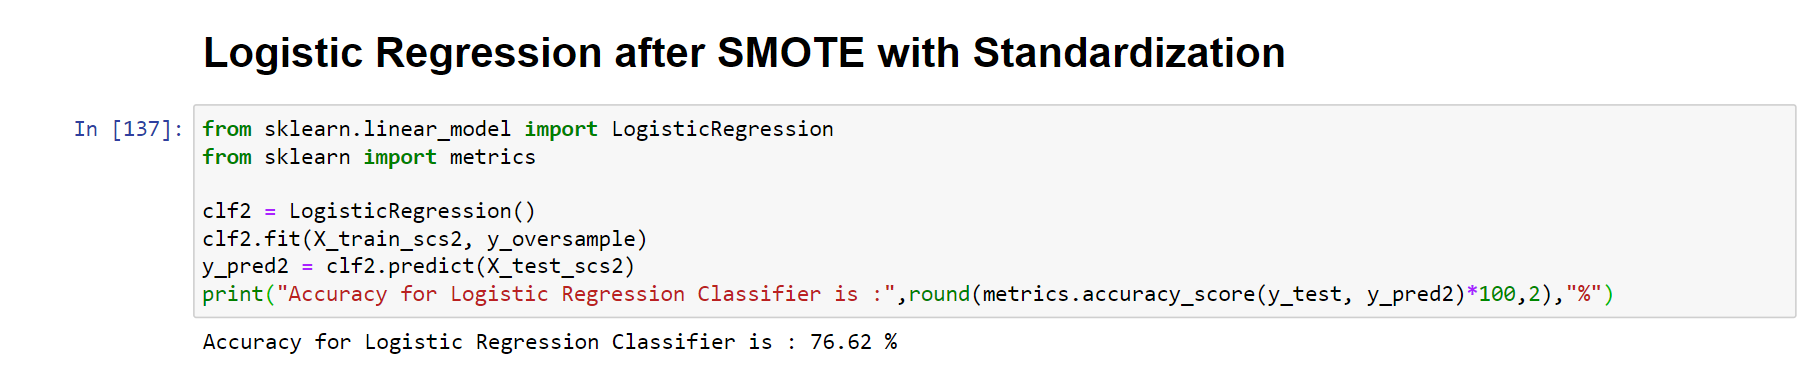 Logistic Regression after SMOTE with Standardization
In [137]: from sklearn.linear_model import LogisticRegression
from sklearn import metrics
clf2 = LogisticRegression()
clf2.fit(X_train_scs2, y_oversample)
y_pred2 = clf2.predict(X_test_scs2)
print("Accuracy for Logistic Regression Classifier is :",round(metrics.accuracy_score(y_test, y_pred2)*100,2),"%")
Accuracy for Logistic Regression Classifier is : 76.62 %